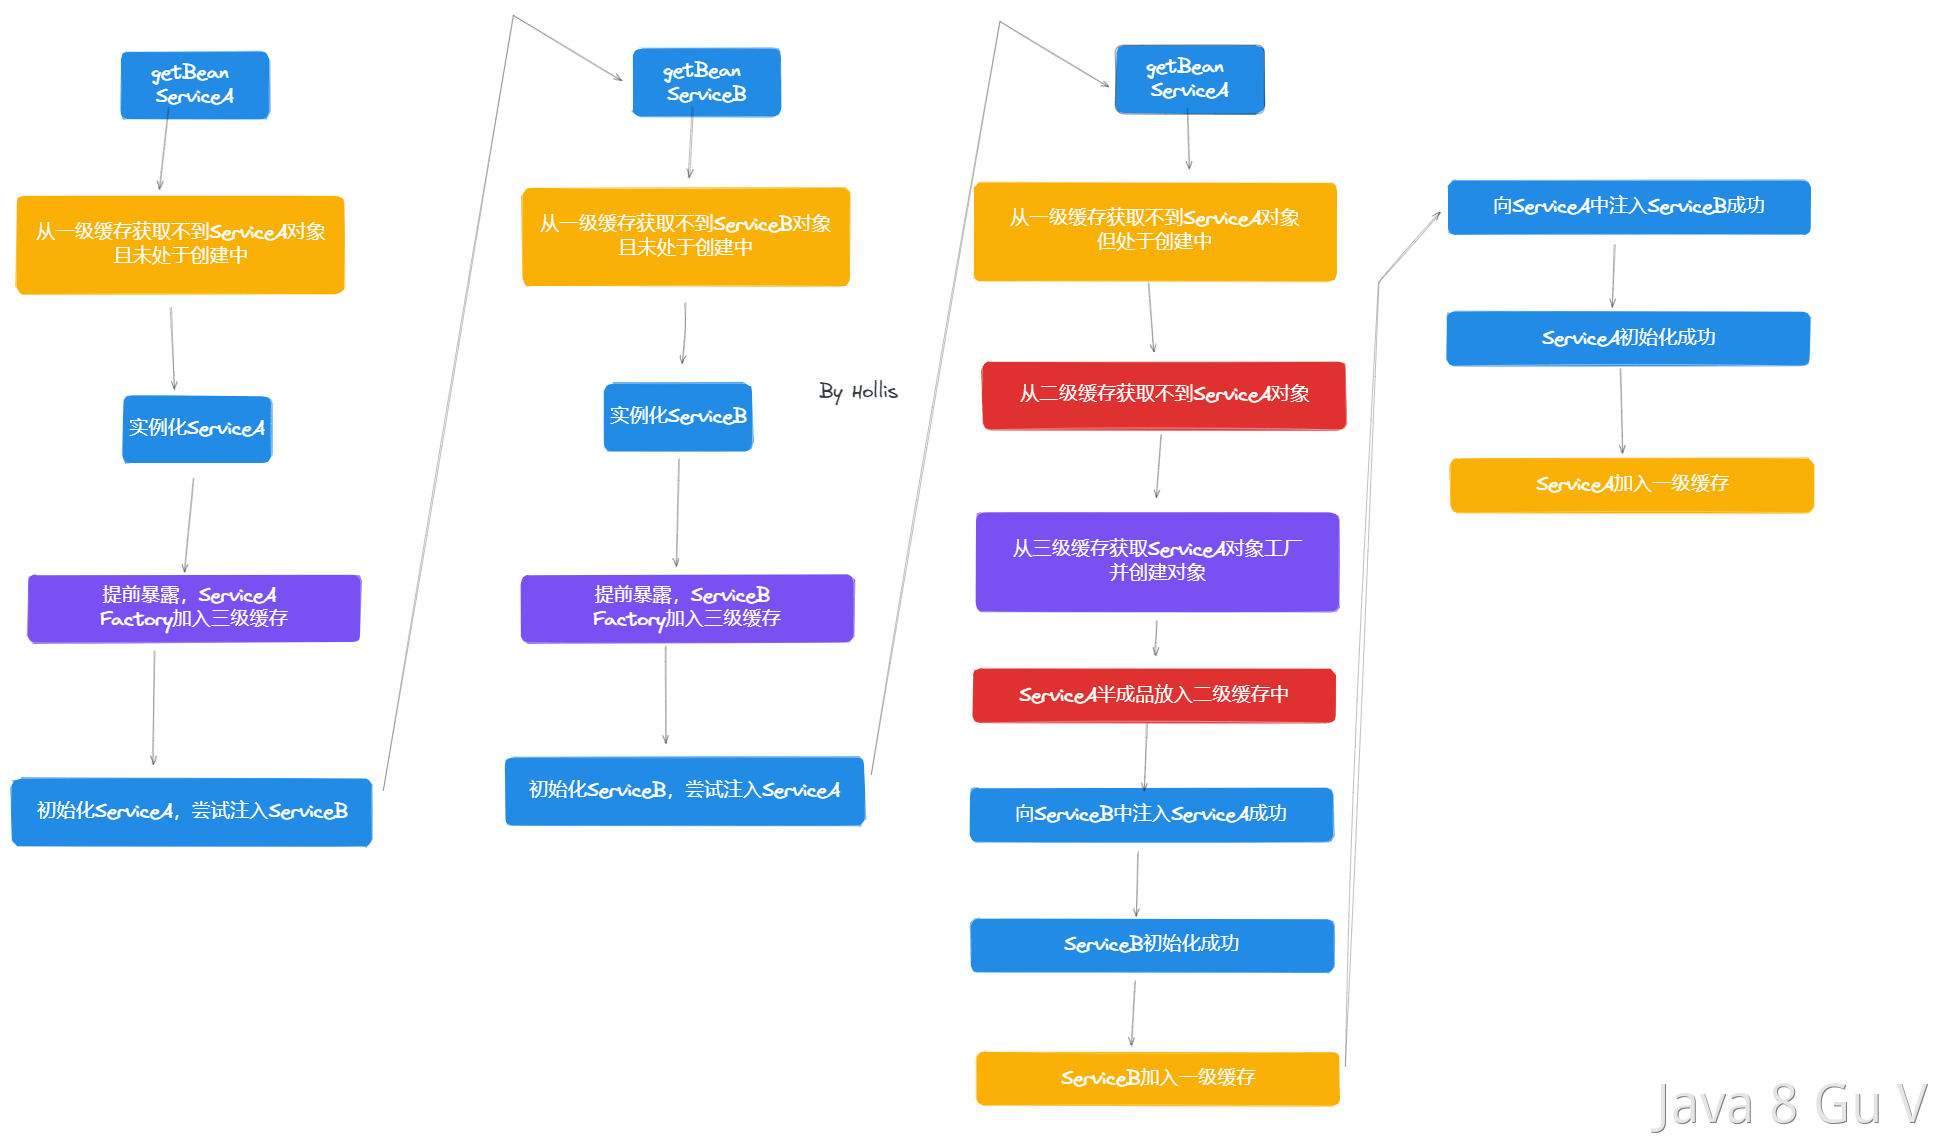 getBean
ServiceA
从一级缓存获取不到ServiceA对象
且未处于创建中
实例化ServiceA
提前暴露，ServiceA
Factory加入三级缓存
初始化ServiceA，尝试注入ServiceB
getBean
ServiceB
从一级缓存获取不到ServiceB对象
且未处于创建中
实例化ServiceB
提前暴露，ServiceB
Factory加入三级缓存
初始化ServiceB，尝试注入ServiceA
By Hollis
getBean
ServiceA
从一级缓存获取不到ServiceA对象
但处于创建中
从二级缓存获取不到ServiceA对象
从三级缓存获取ServiceA对象工厂
并创建对象
ServiceA半成品放入二级缓存中
向ServiceB中注入ServiceA成功
ServiceB初始化成功
ServiceB加入一级缓存
向ServiceA中注入ServiceB成功
ServiceA初始化成功
ServiceA加入一级缓存
Java 8 Gu V